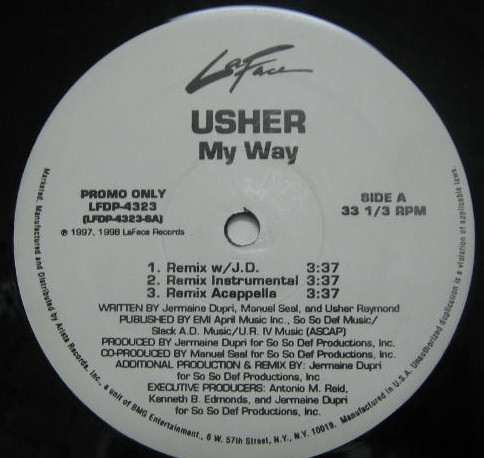 LaFace
USHER
My Way
PROMO ONLY
LFDP-4323
(LFDP-4323-SA)
℗ 1997, 1998 LaFace Records
SIDE A
33 1/3 RPM
1. Remix w/J.D. 3:37
2. Remix Instrumental 3:37
3. Remix Acappella 3:37
WRITTEN BY Jermaine Dupri, Manuel Seal, and Usher Raymond
PUBLISHED BY EMI April Music Inc., So So Def Music/
Slack A.D. Music/U.R. IV Music (ASCAP)
PRODUCED BY Jermaine Dupri for So So Def Productions, Inc.
CO-PRODUCED BY Manuel Seal for So So Def Productions, Inc.
ADDITIONAL PRODUCTION & REMIX BY: Jermaine Dupri
for So So Def Productions, Inc
EXECUTIVE PRODUCERS: Antonio M. Reid,
Kenneth B. Edmonds, and Jermaine Dupri
for So So Def Productions, Inc.
Marketed, Manufactured and Distributed by Arista Records, Inc., a unit of BMG Entertainment, 6 W. 57th Street, N.Y., N.Y. 10019. Manufactured in U.S.A. Unauthorized duplication is a violation of applicable laws.